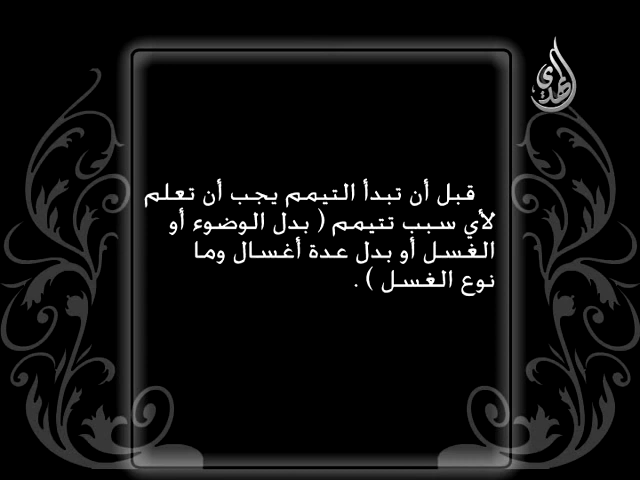 المهدي
قبل أن تبدأ التيمم يجب أن تعلم
لأي سبب تتيمم ( بدل الوضوء أو
الغسل أو بدل عدة أغسال وما
نوع الغسل ) .